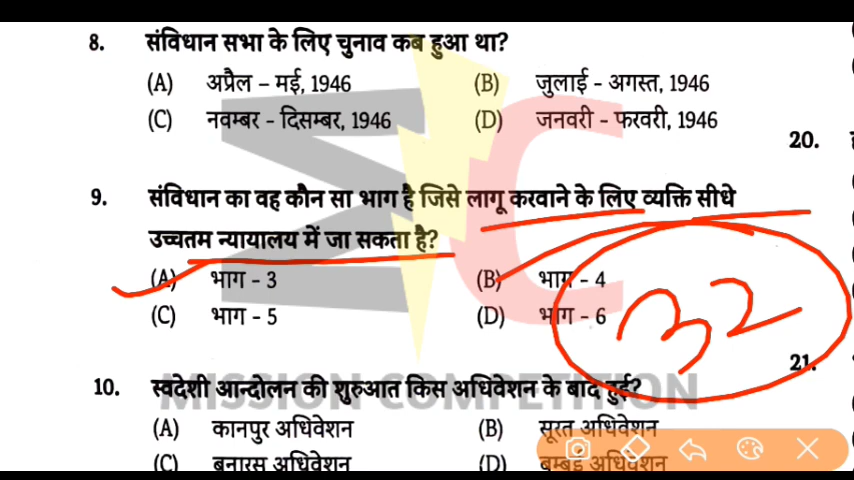 8. संविधान सभा के लिए चुनाव कब हुआ था?
(A) अप्रैल – मई, 1946 (B) जुलाई - अगस्त, 1946
(C) नवम्बर - दिसम्बर, 1946 (D) जनवरी - फरवरी, 1946
20.
9. संविधान का वह कौन सा भाग है जिसे लागू करवाने के लिए व्यक्ति सीधे
उच्चतम न्यायालय में जा सकता है?
(A) भाग - 3 (B) भाग - 4
(C) भाग - 5 (D) भाग - 6
32
21.
10. स्वदेशी आन्दोलन की शुरुआत किस अधिवेशन के बाद हुई?
MISSION COMPETITION
(A) कानपुर अधिवेशन (B) सूरत अधिवेशन
(C) बनारस अधिवेशन (D) बम्बई अधिवेशन